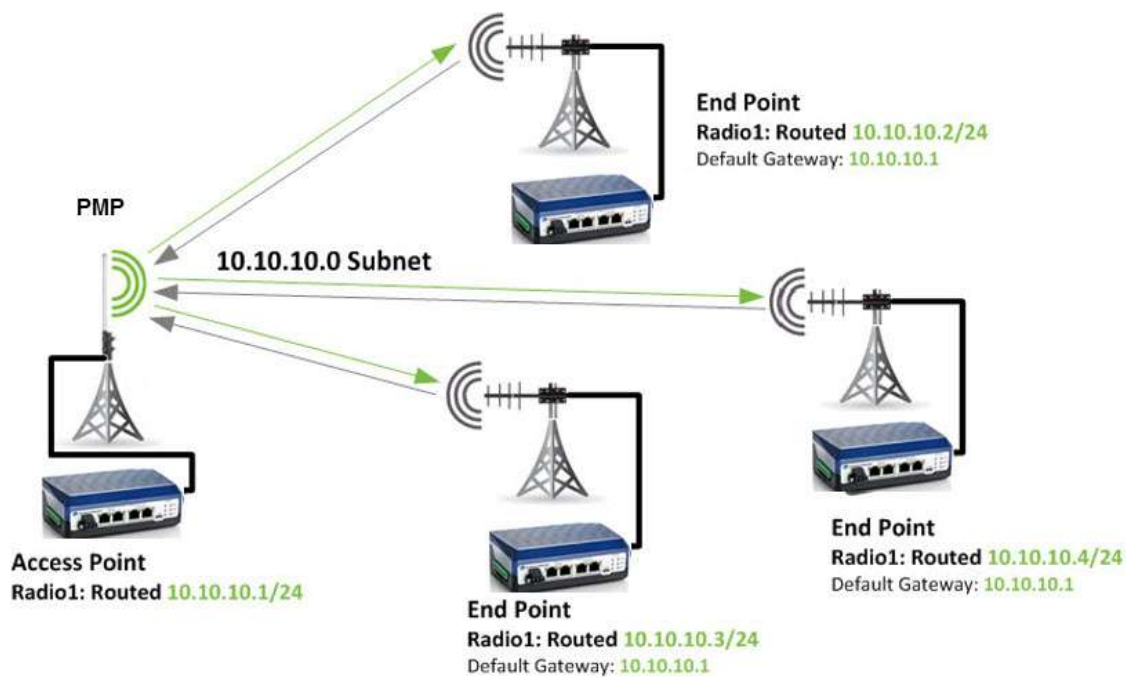 End Point
Radio1: Routed 10.10.10.2/24
Default Gateway: 10.10.10.1
PMP
10.10.10.0 Subnet
Access Point
Radio1: Routed 10.10.10.1/24
End Point
Radio1: Routed 10.10.10.3/24
Default Gateway: 10.10.10.1
End Point
Radio1: Routed 10.10.10.4/24
Default Gateway: 10.10.10.1